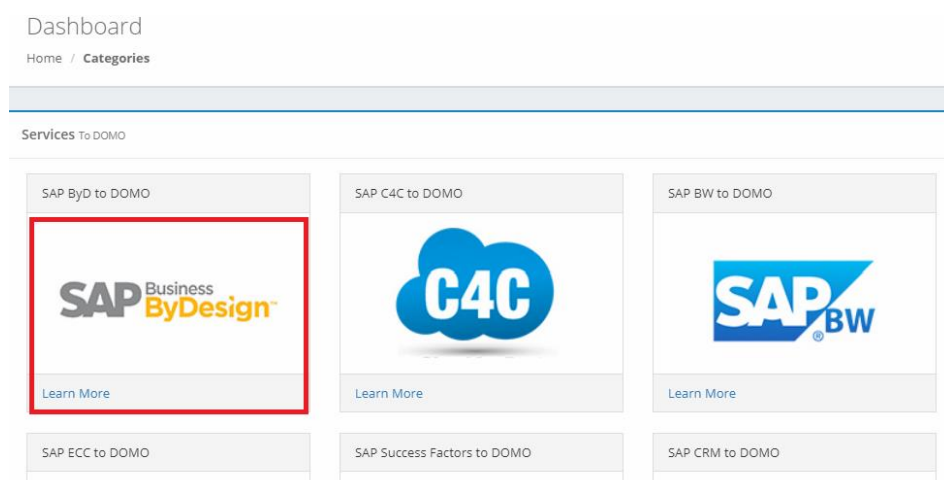 Dashboard
Home / Categories
Services To DOMO
SAP ByD to DOMO
SAP C4C to DOMO
SAP BW to DOMO
SAP Business ByDesign™
C4C
SAP® BW
Learn More
Learn More
Learn More
SAP ECC to DOMO
SAP Success Factors to DOMO
SAP CRM to DOMO